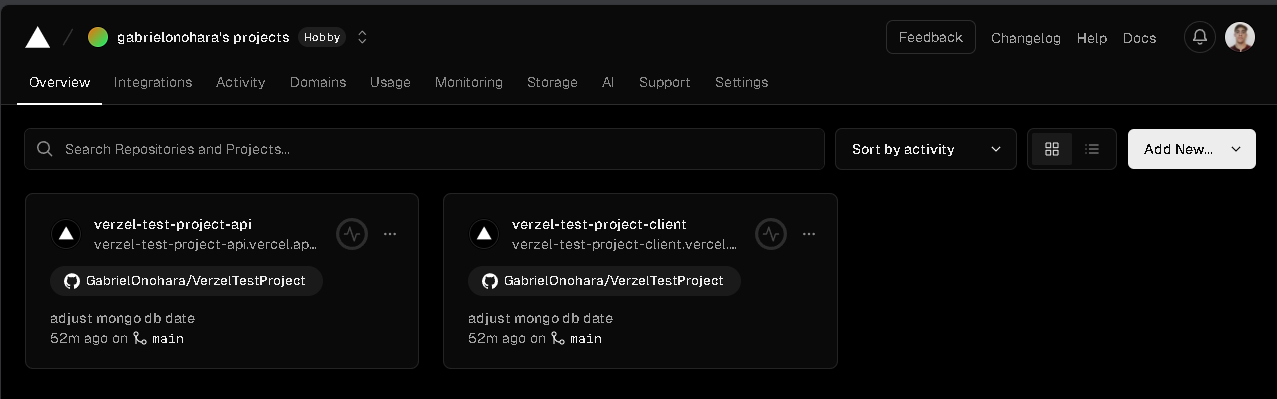 gabrielonohara's projects Hobby Feedback Changelog Help Docs
Overview Integrations Activity Domains Usage Monitoring Storage AI Support Settings
Search Repositories and Projects... Sort by activity Add New...
verzel-test-project-api
verzel-test-project-api.vercel.ap...
GabrielOnohara/VerzelTestProject
adjust mongo db date
52m ago on main
verzel-test-project-client
verzel-test-project-client.vercel....
GabrielOnohara/VerzelTestProject
adjust mongo db date
52m ago on main